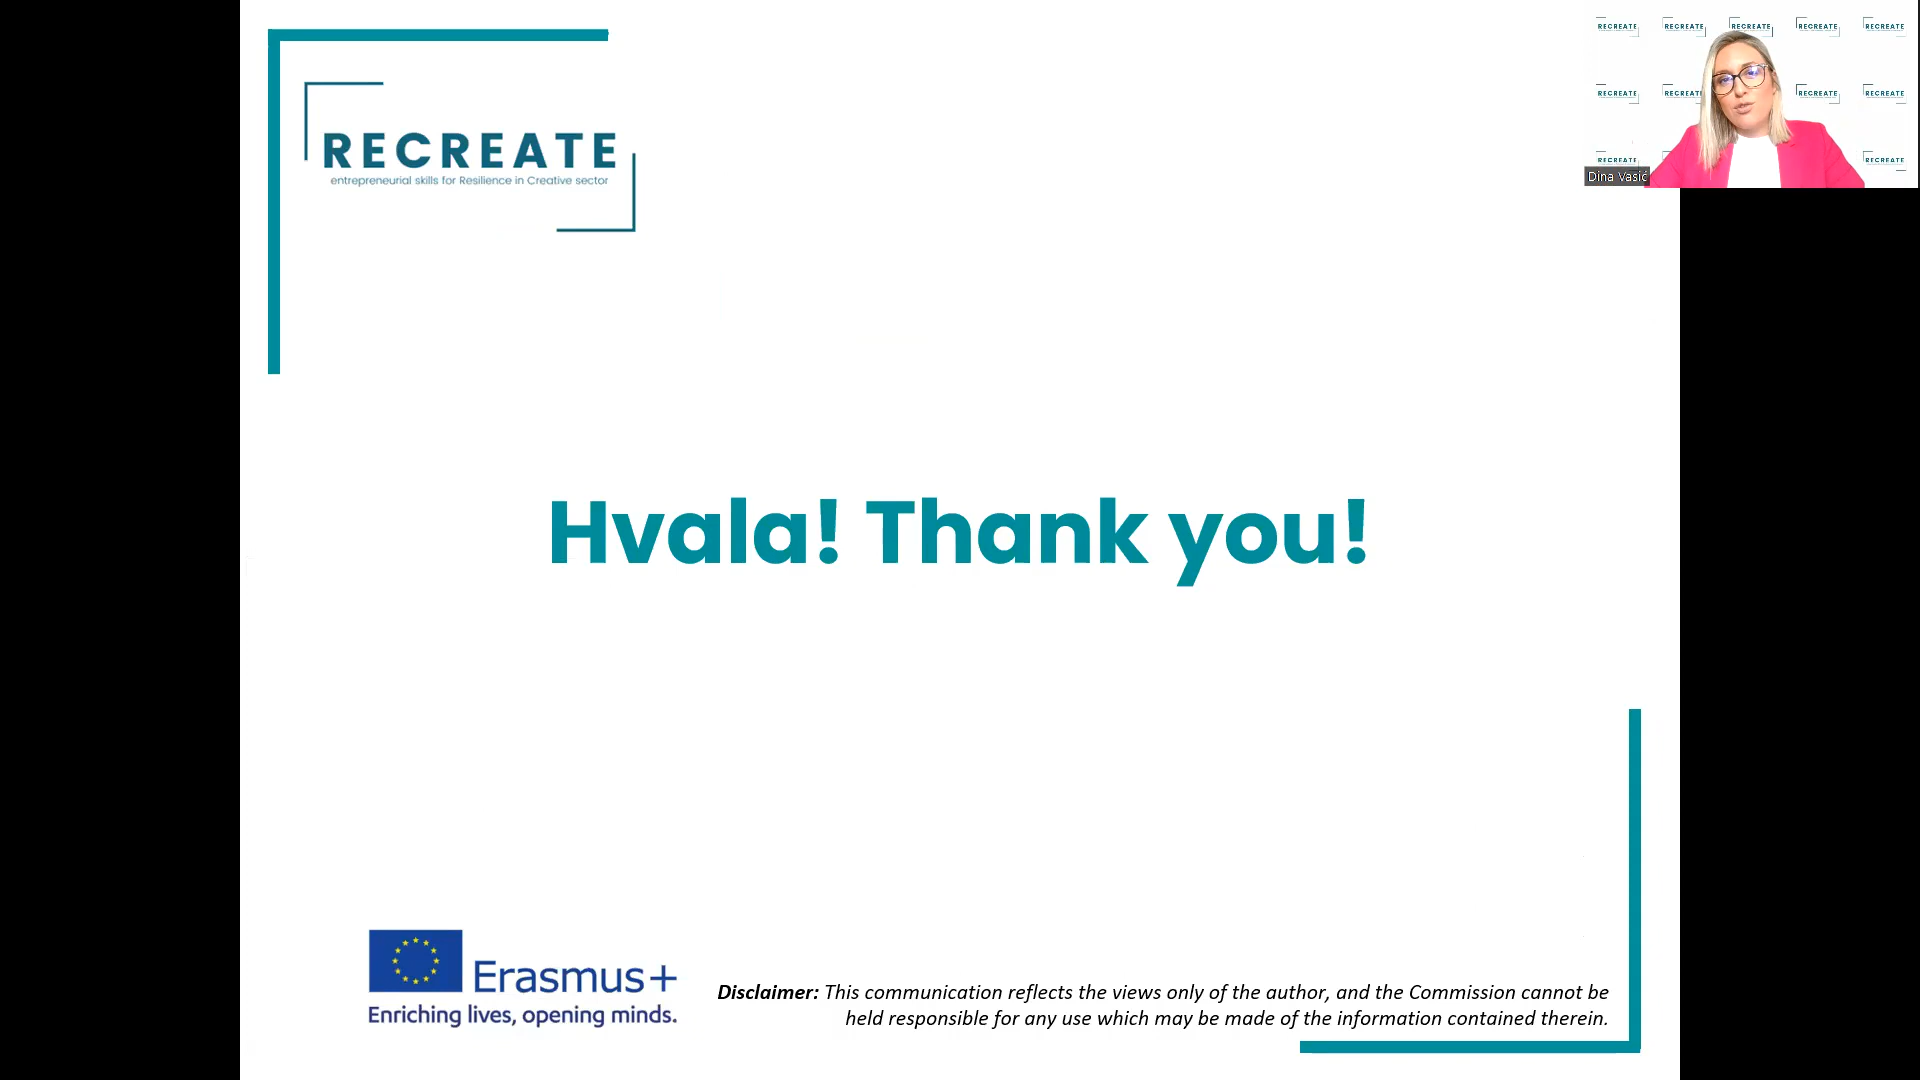 RECREATE
entrepreneurial skills for Resilience in Creative sector
RECREATE RECREATE RECREATE RECREATE RECREATE
RECREATE RECREATE RECREATE RECREATE
RECREATE RECREATE
Dina Vasić
Hvala! Thank you!
Erasmus+
Enriching lives, opening minds.
Disclaimer: This communication reflects the views only of the author, and the Commission cannot be
held responsible for any use which may be made of the information contained therein.